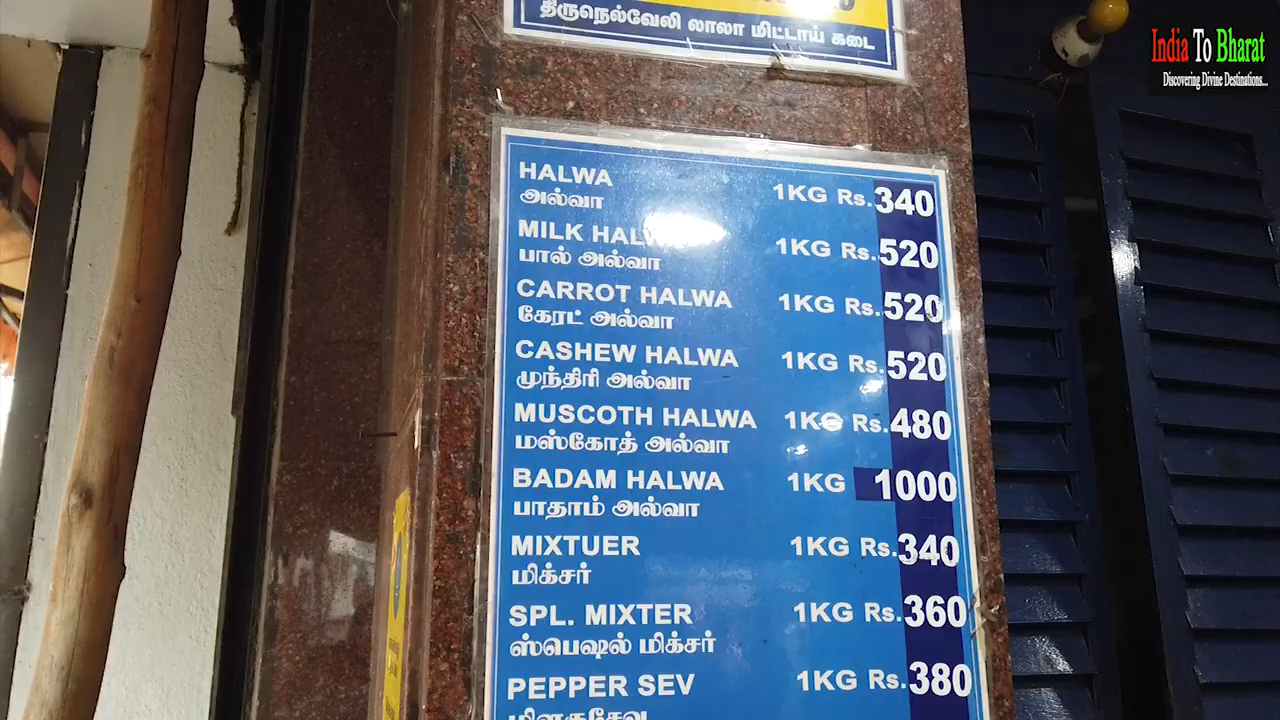 திருநெல்வேலி லாலா மிட்டாய் கடை
India To Bharat
Discovering Divine Destinations...
HALWA 1KG Rs.340
அல்வா
MILK HALWA 1KG Rs.520
பால் அல்வா
CARROT HALWA 1KG Rs.520
கேரட் அல்வா
CASHEW HALWA 1KG Rs.520
முந்திரி அல்வா
MUSCOTH HALWA 1KG Rs.480
மஸ்கோத் அல்வா
BADAM HALWA 1KG 1000
பாதாம் அல்வா
MIXTUER 1KG Rs.340
மிக்சர்
SPL. MIXTER 1KG Rs.360
ஸ்பெஷல் மிக்சர்
PEPPER SEV 1KG Rs.380